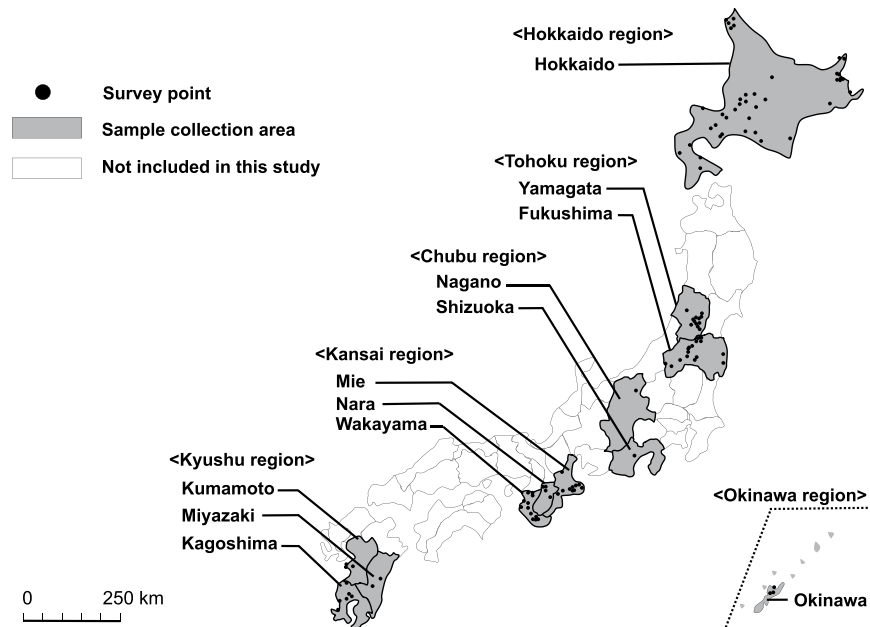 <Hokkaido region>
Hokkaido
Survey point
Sample collection area
Not included in this study
<Tohoku region>
Yamagata
Fukushima
<Chubu region>
Nagano
Shizuoka
<Kansai region>
Mie
Nara
Wakayama
<Kyushu region>
Kumamoto
Miyazaki
Kagoshima
<Okinawa region>
Okinawa
0 250 km